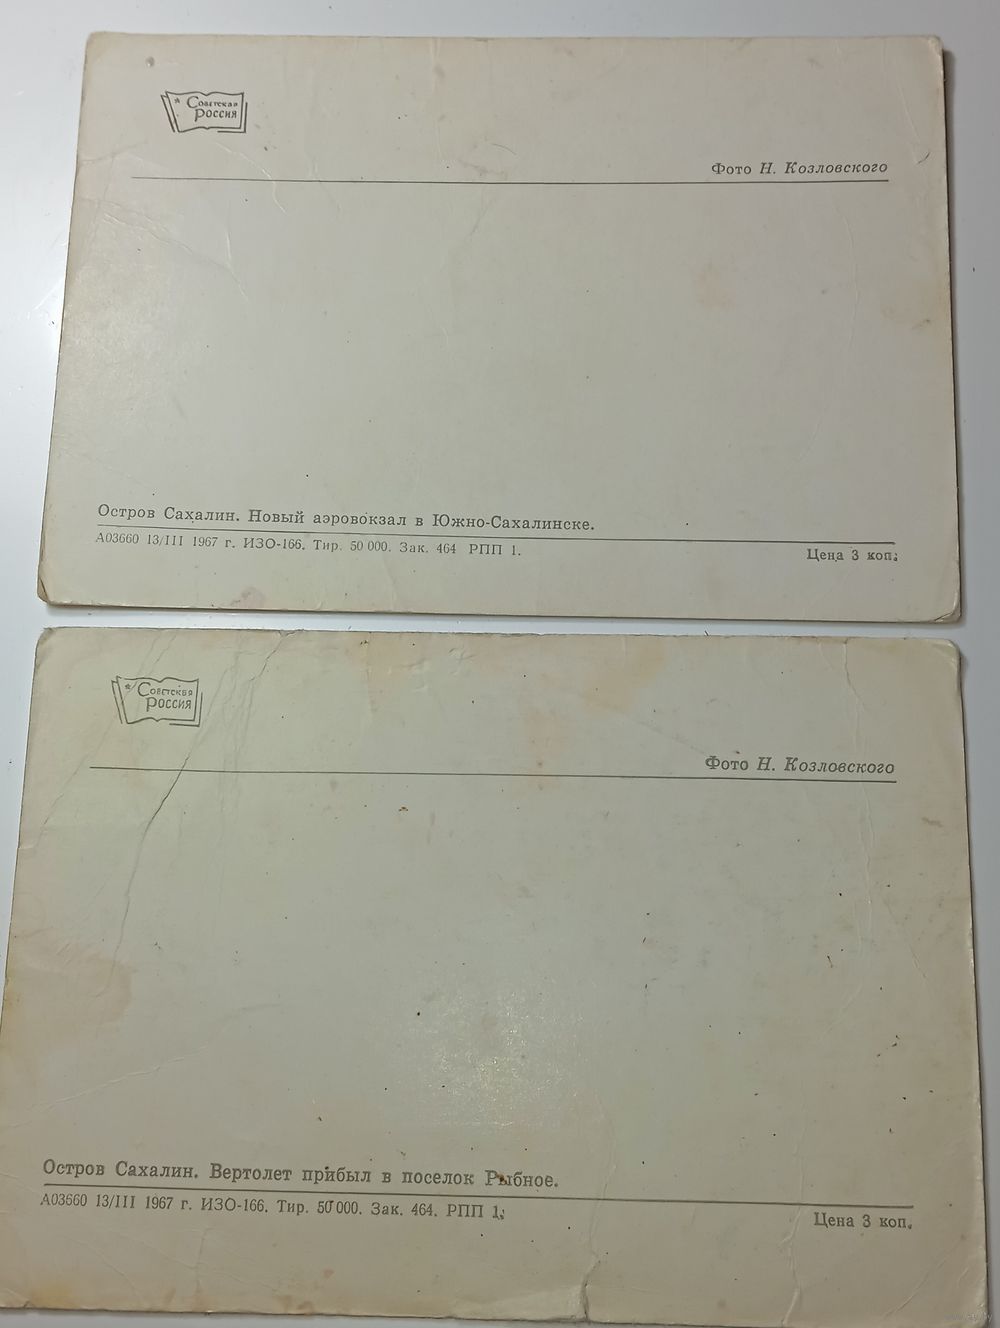 Советская
Россия
Фото Н. Козловского
Остров Сахалин. Новый аэровокзал в Южно-Сахалинске.
А03660 13/III 1967 г. ИЗО-166. Тир. 50 000. Зак. 464 РПП 1.
Цена 3 коп.
Советская
Россия
Фото Н. Козловского
Остров Сахалин. Вертолет прибыл в поселок Рыбное.
А03660 13/III 1967 г. ИЗО-166. Тир. 50 000. Зак. 464. РПП 1.
Цена 3 коп.